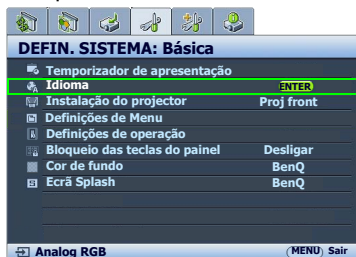 DEFIN. SISTEMA: Básica
Temporizador de apresentação
Idioma ENTER
Instalação do projector Proj front
Definições de Menu
Definições de operação
Bloqueio das teclas do painel Desligar
Cor de fundo BenQ
Ecrã Splash BenQ
Analog RGB MENU Sair